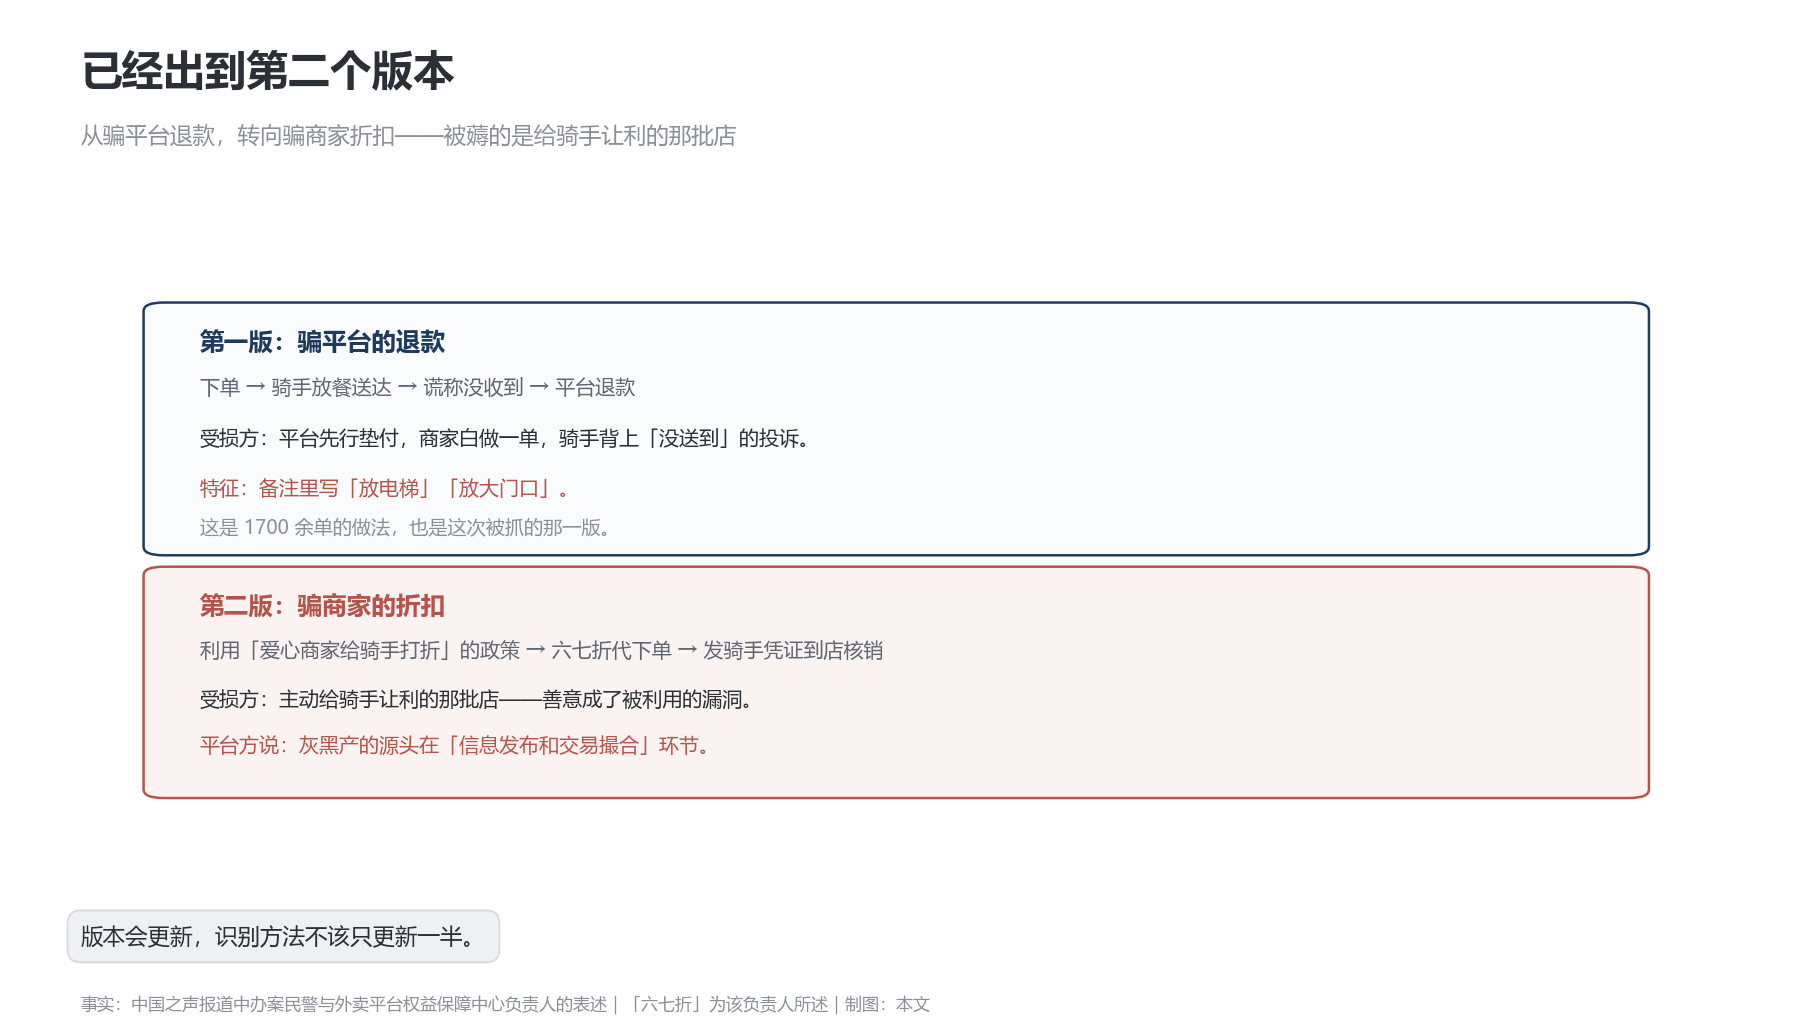 已经出到第二个版本
从骗平台退款，转向骗商家折扣——被薅的是给骑手让利的那批店
第一版：骗平台的退款
下单 → 骑手放餐送达 → 谎称没收到 → 平台退款
受损方：平台先行垫付，商家白做一单，骑手背上「没送到」的投诉。
特征：备注里写「放电梯」「放大门口」。
这是 1700 余单的做法，也是这次被抓的那一版。
第二版：骗商家的折扣
利用「爱心商家给骑手打折」的政策 → 六七折代下单 → 发骑手凭证到店核销
受损方：主动给骑手让利的那批店——善意成了被利用的漏洞。
平台方说：灰黑产的源头在「信息发布和交易撮合」环节。
版本会更新，识别方法不该只更新一半。
事实：中国之声报道中办案民警与外卖平台权益保障中心负责人的表述 | 「六七折」为该负责人所述 | 制图：本文